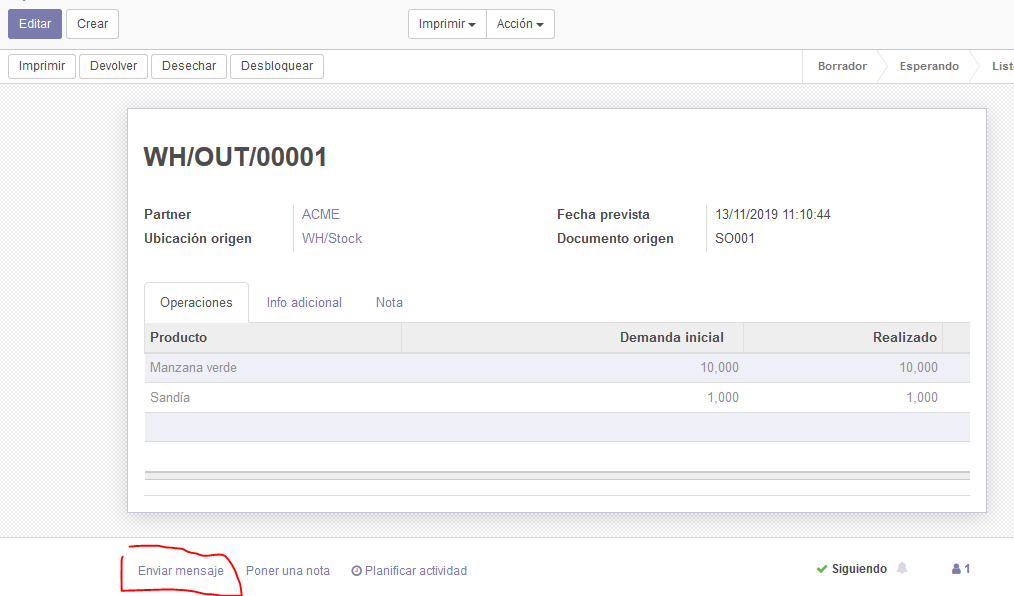 Editar Crear Imprimir Acción
Imprimir Devolver Desechar Desbloquear Borrador Esperando List
WH/OUT/00001
Partner ACME Fecha prevista 13/11/2019 11:10:44
Ubicación origen WH/Stock Documento origen SO001
Operaciones Info adicional Nota
Producto Demanda inicial Realizado
Manzana verde 10,000 10,000
Sandía 1,000 1,000
Enviar mensaje Poner una nota Planificar actividad Siguiendo 1